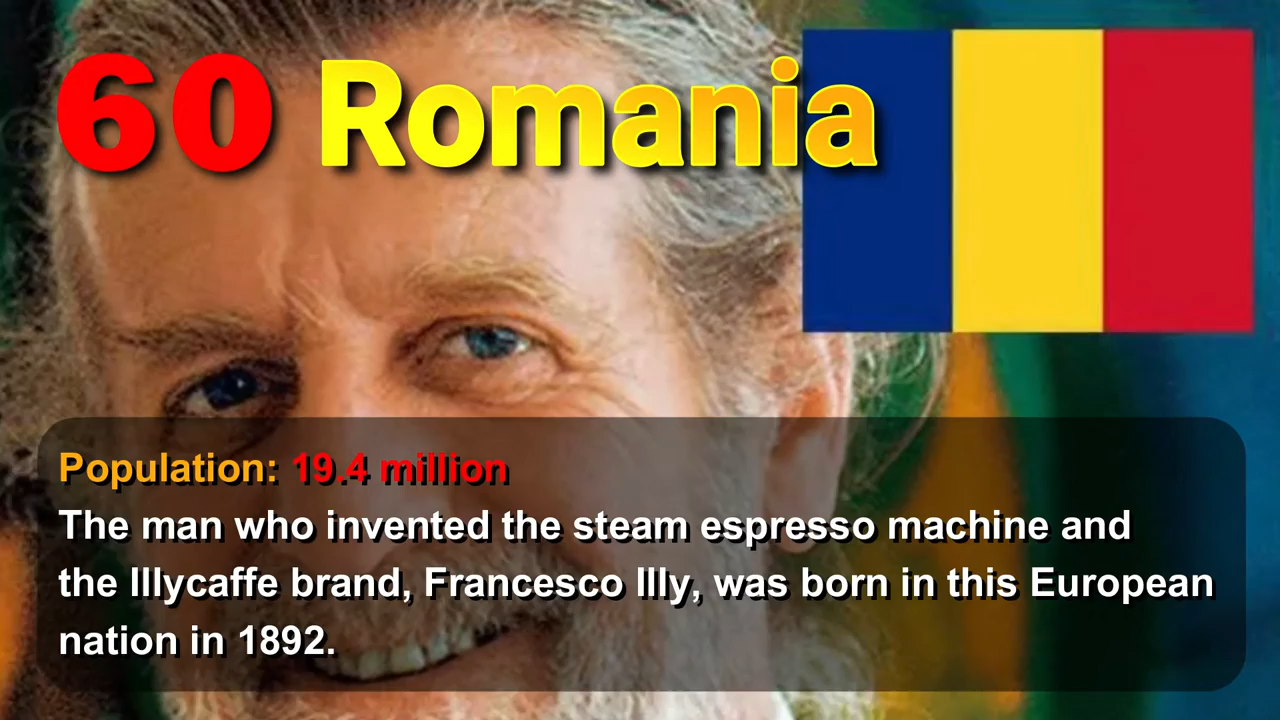 60 Romania
Population: 19.4 million
The man who invented the steam espresso machine and
the Illycaffe brand, Francesco Illy, was born in this European
nation in 1892.